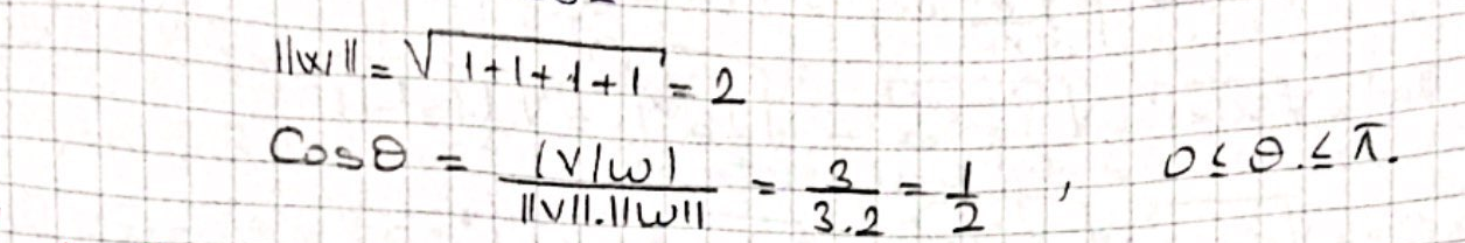 ||w|| = √1+1+1+1 = 2
Cosθ = (v|w) / ||v||.||w|| = 3 / 3.2 = 1 / 2 , 0 ≤ θ ≤ π.